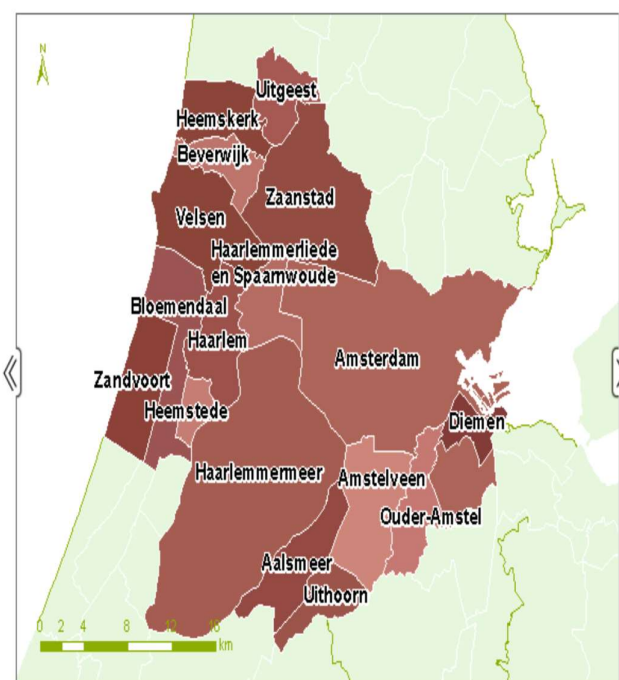 N
Uitgeest
Heemskerk
Beverwijk
Zaanstad
Velsen
Haarlemmerliede
en Spaarnwoude
Bloemendaal
Haarlem
Amsterdam
Zandvoort
Heemstede
Diemen
Haarlemmermeer
Amstelveen
Ouder-Amstel
Aalsmeer
Uithoorn
0 2 4 8 12 16
km